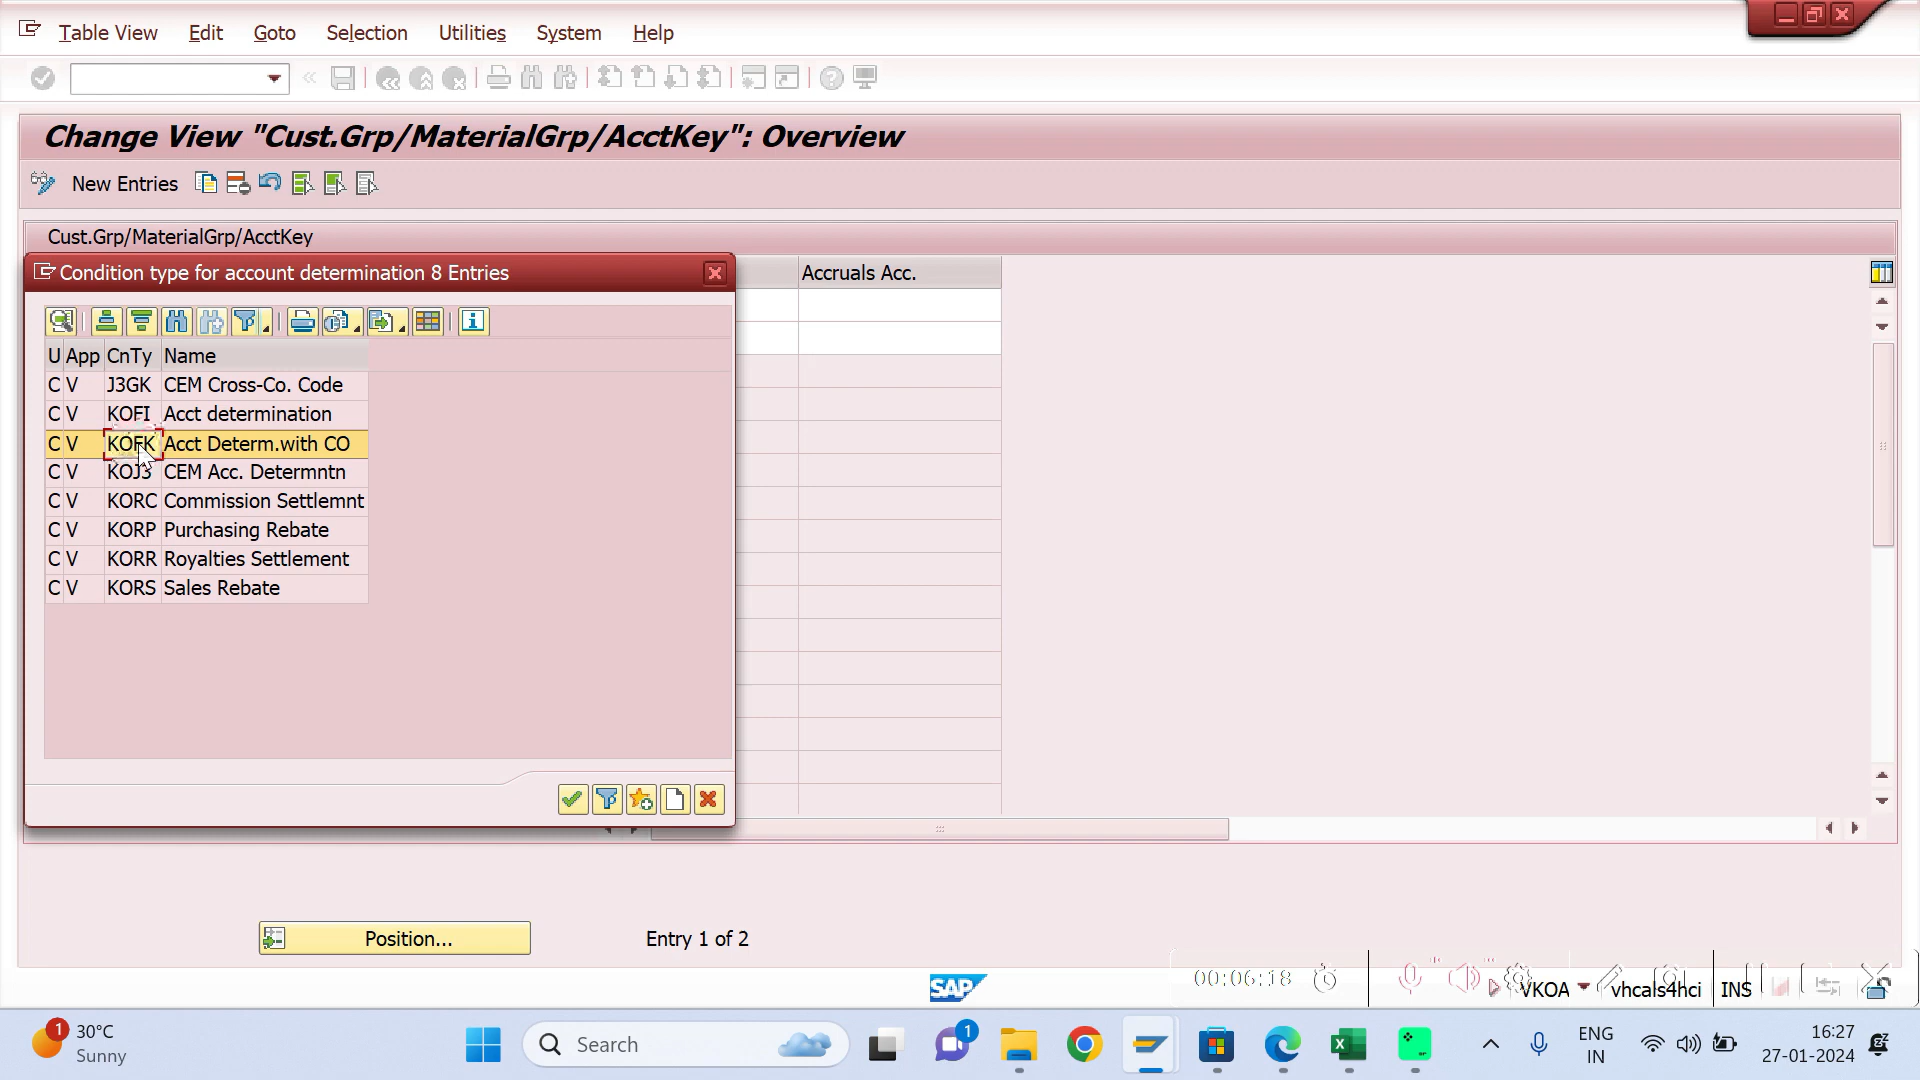 Table View Edit Goto Selection Utilities System Help
Change View "Cust.Grp/MaterialGrp/AcctKey": Overview
New Entries
Cust.Grp/MaterialGrp/AcctKey
Condition type for account determination 8 Entries
Accruals Acc.
U App CnTy Name
C V J3GK CEM Cross-Co. Code
C V KOFI Acct determination
C V KOFK Acct Determ.with CO
C V KOJ3 CEM Acc. Determntn
C V KORC Commission Settlemnt
C V KORP Purchasing Rebate
C V KORR Royalties Settlement
C V KORS Sales Rebate
Position...
Entry 1 of 2
SAP
00:06:18
VKOA vhcals4hci INS
1
30°C
Sunny
Search
1
ENG
IN
16:27
27-01-2024